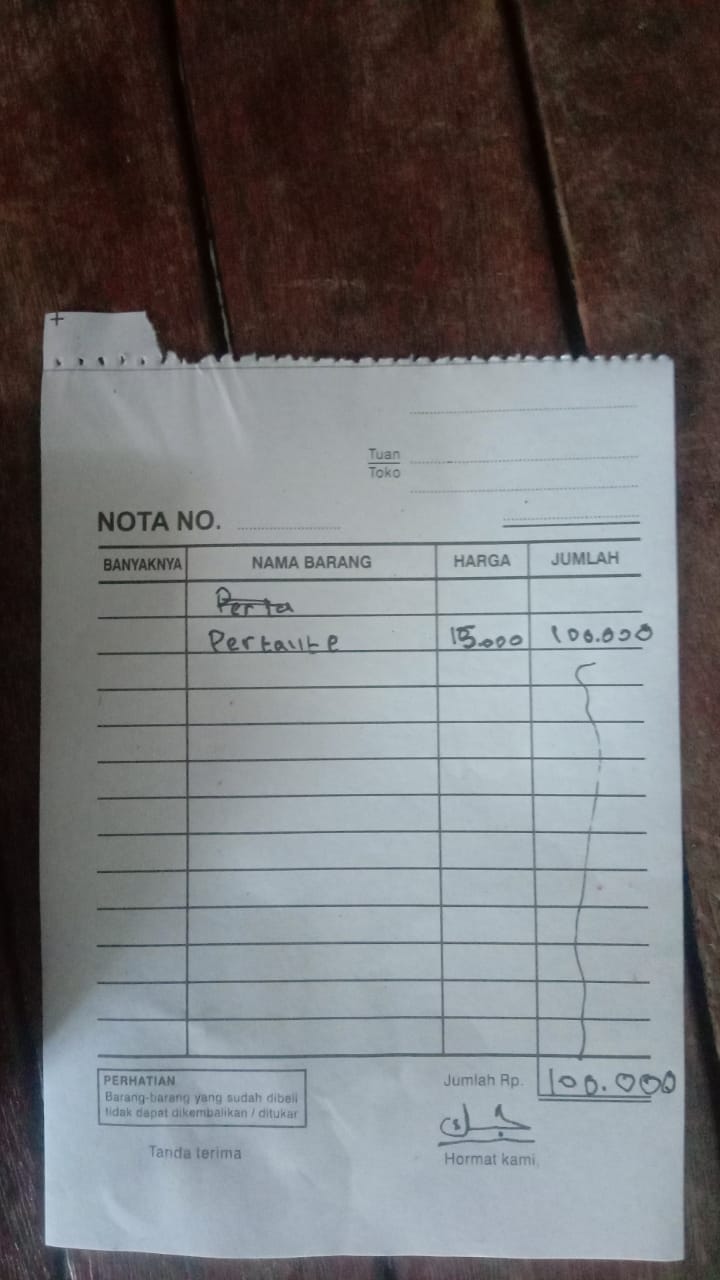 Tuan
Toko
NOTA NO.
BANYAKNYA NAMA BARANG HARGA JUMLAH
Perta
Pertalite 15.000 100.000
Jumlah Rp. 100.000
PERHATIAN
Barang-barang yang sudah dibeli
tidak dapat dikembalikan / ditukar
Tanda terima
Hormat kami,